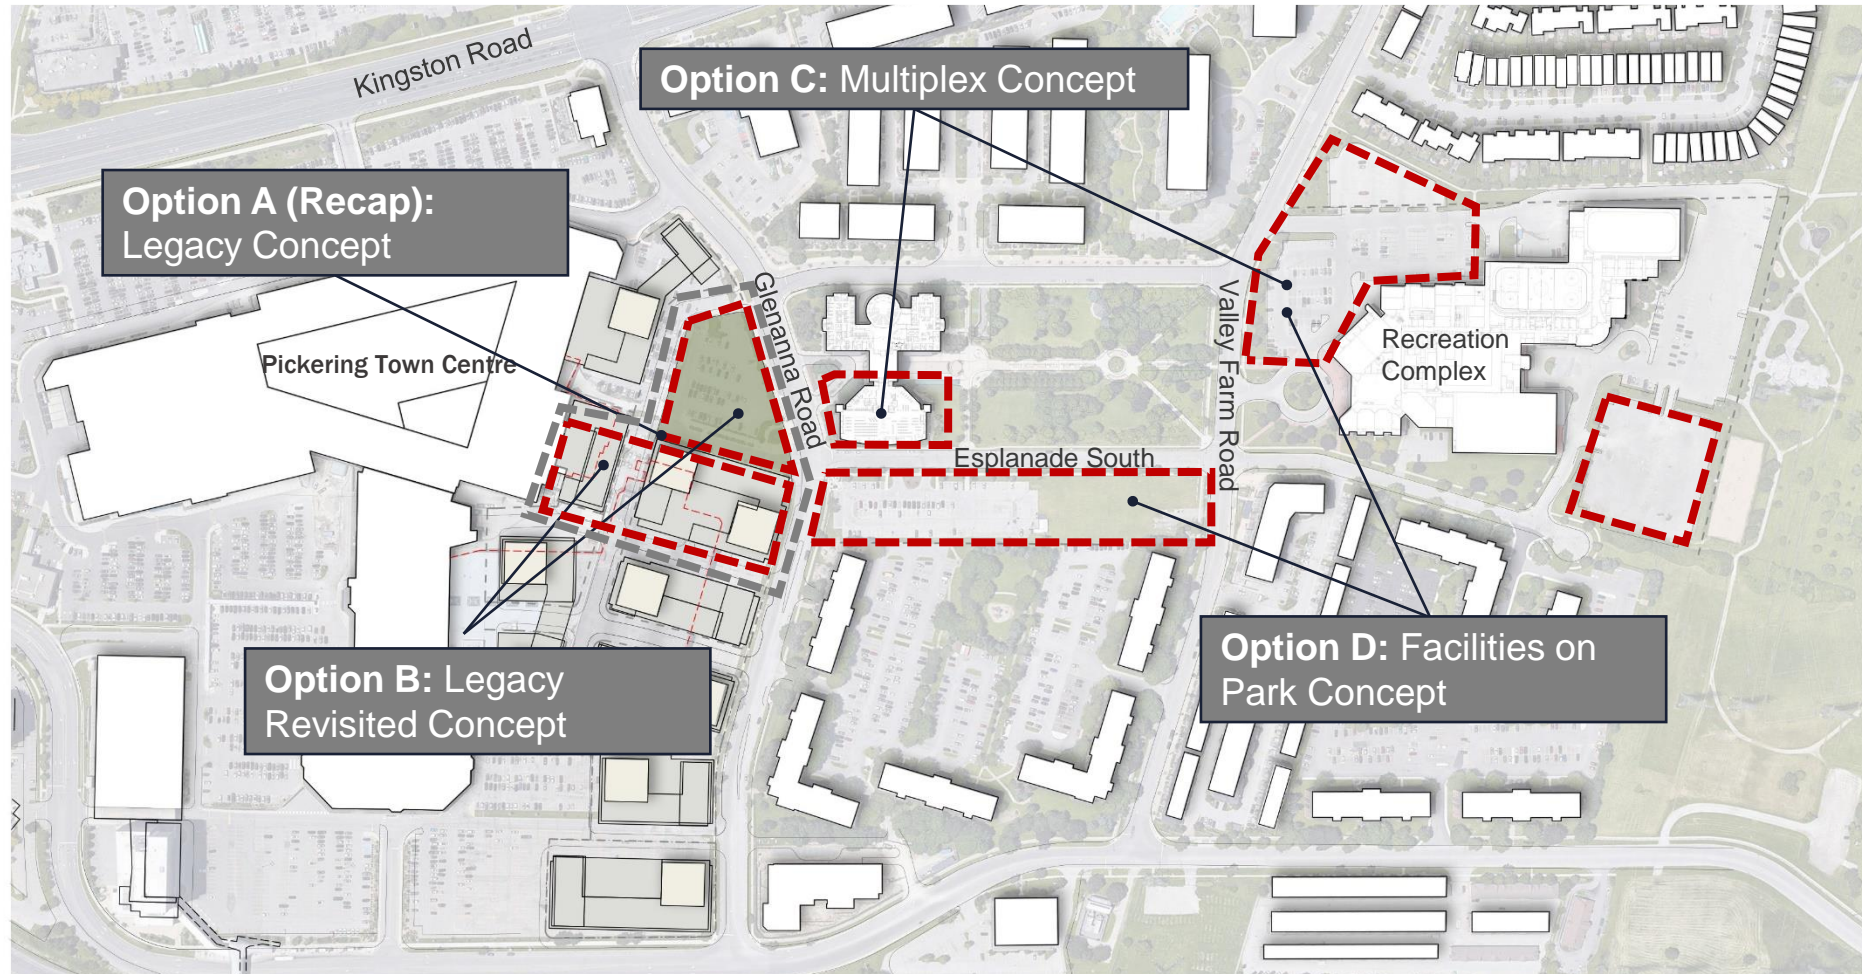 Kingston Road
Option C: Multiplex Concept
Option A (Recap):
Legacy Concept
Glenanna Road
Valley Farm Road
Pickering Town Centre
Recreation
Complex
Esplanade South
Option B: Legacy
Revisited Concept
Option D: Facilities on
Park Concept